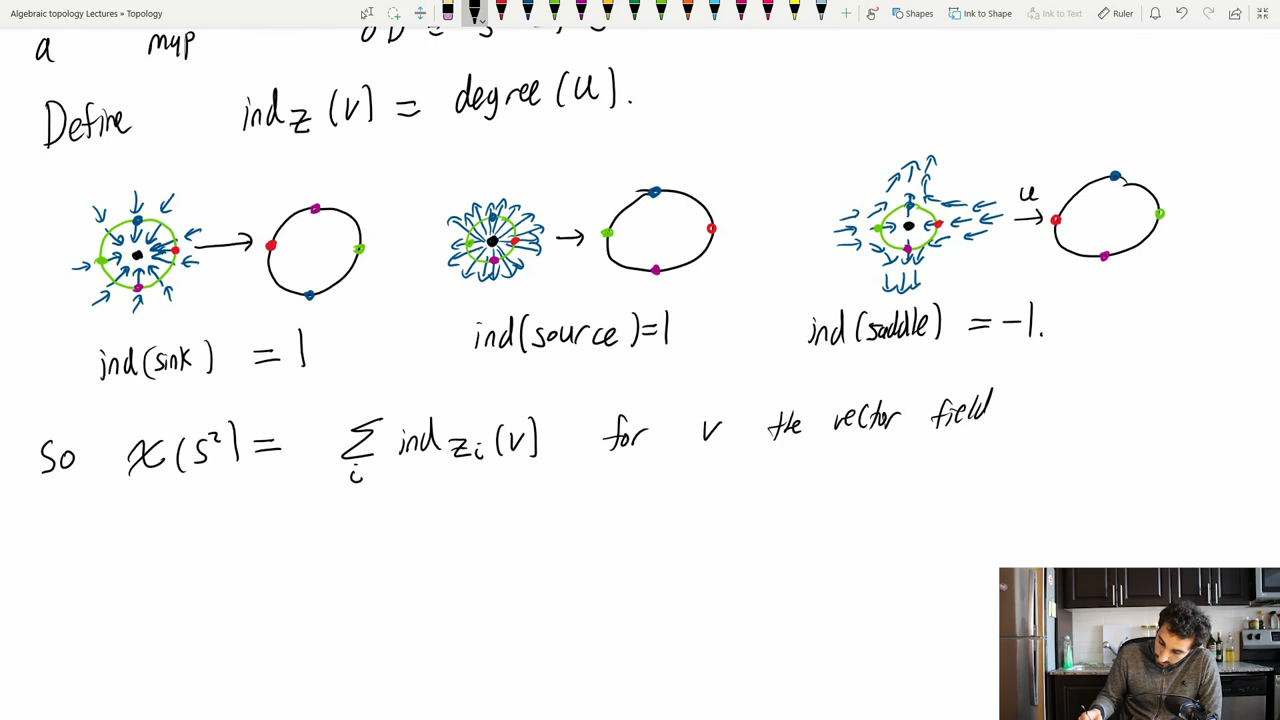 Algebraic topology Lectures » Topology
Shapes
Ink to Shape
Ink to Text
Ruler
a map
Define ind_z (V) = degree (u).
u
ind(sink) = 1
ind(source)=1
ind(saddle) = -1.
So χ(S²) = Σ_i ind_{z_i} (V) for V the vector field